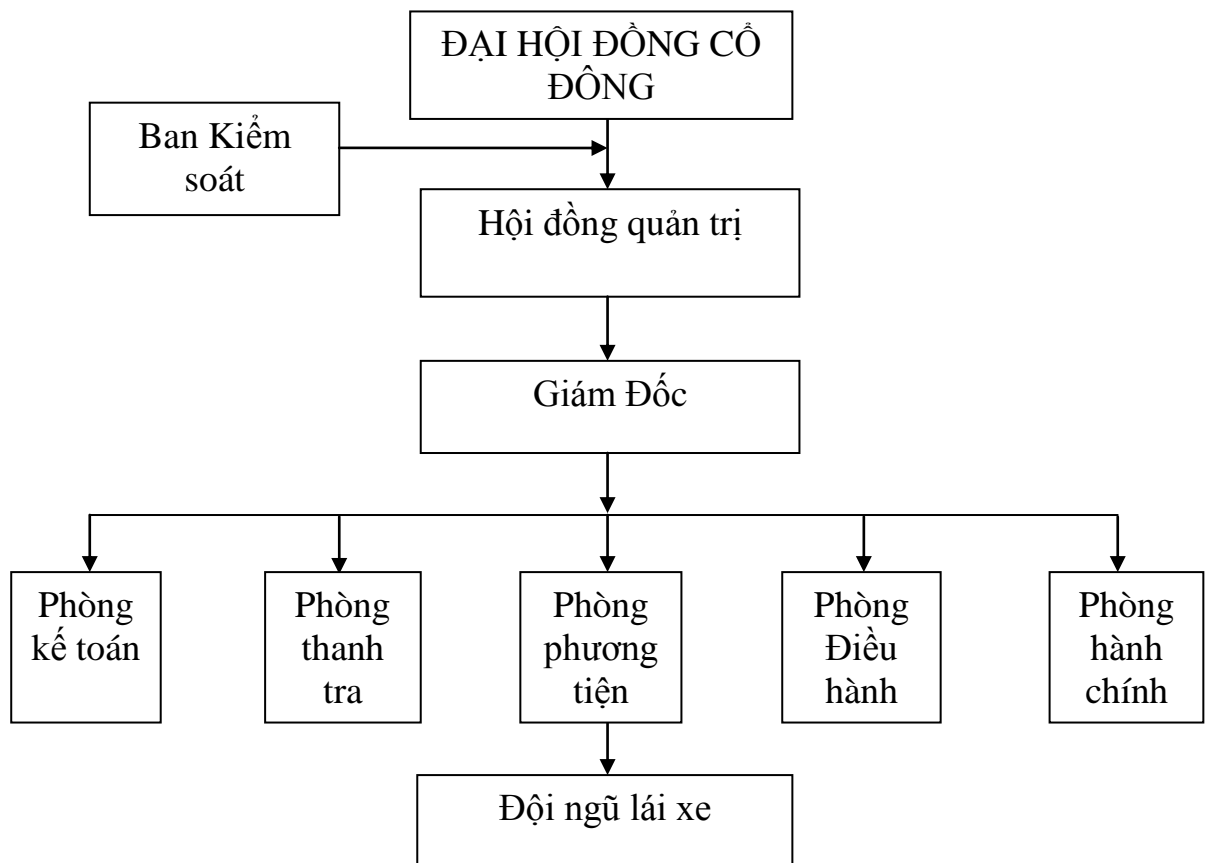 ĐẠI HỘI ĐỒNG CỔ
ĐÔNG
Ban Kiểm
soát
Hội đồng quản trị
Giám Đốc
Phòng
kế toán
Phòng
thanh
tra
Phòng
phương
tiện
Phòng
Điều
hành
Phòng
hành
chính
Đội ngũ lái xe